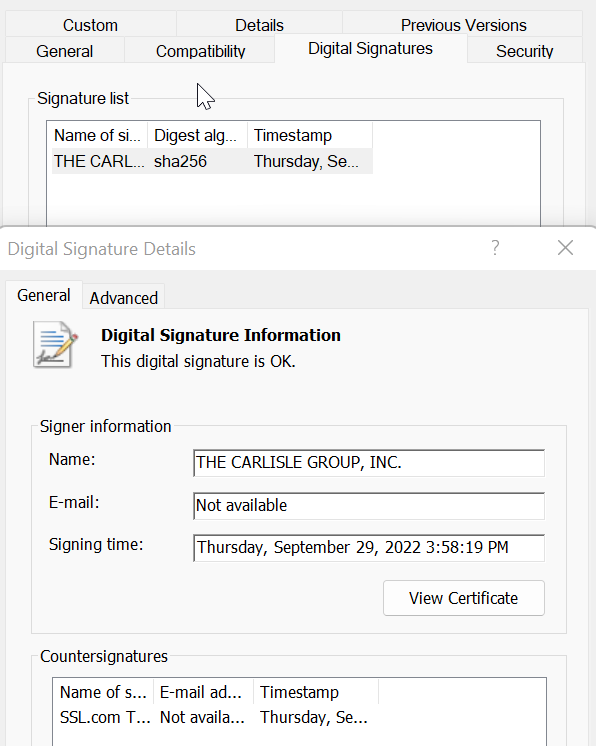 Custom Details Previous Versions
General Compatibility Digital Signatures Security
Signature list
Name of si... Digest alg... Timestamp
THE CARL... sha256 Thursday, Se...
Digital Signature Details ?
General Advanced
Digital Signature Information
This digital signature is OK.
Signer information
Name: THE CARLISLE GROUP, INC.
E-mail: Not available
Signing time: Thursday, September 29, 2022 3:58:19 PM
View Certificate
Countersignatures
Name of s... E-mail ad... Timestamp
SSL.com T... Not availa... Thursday, Se...